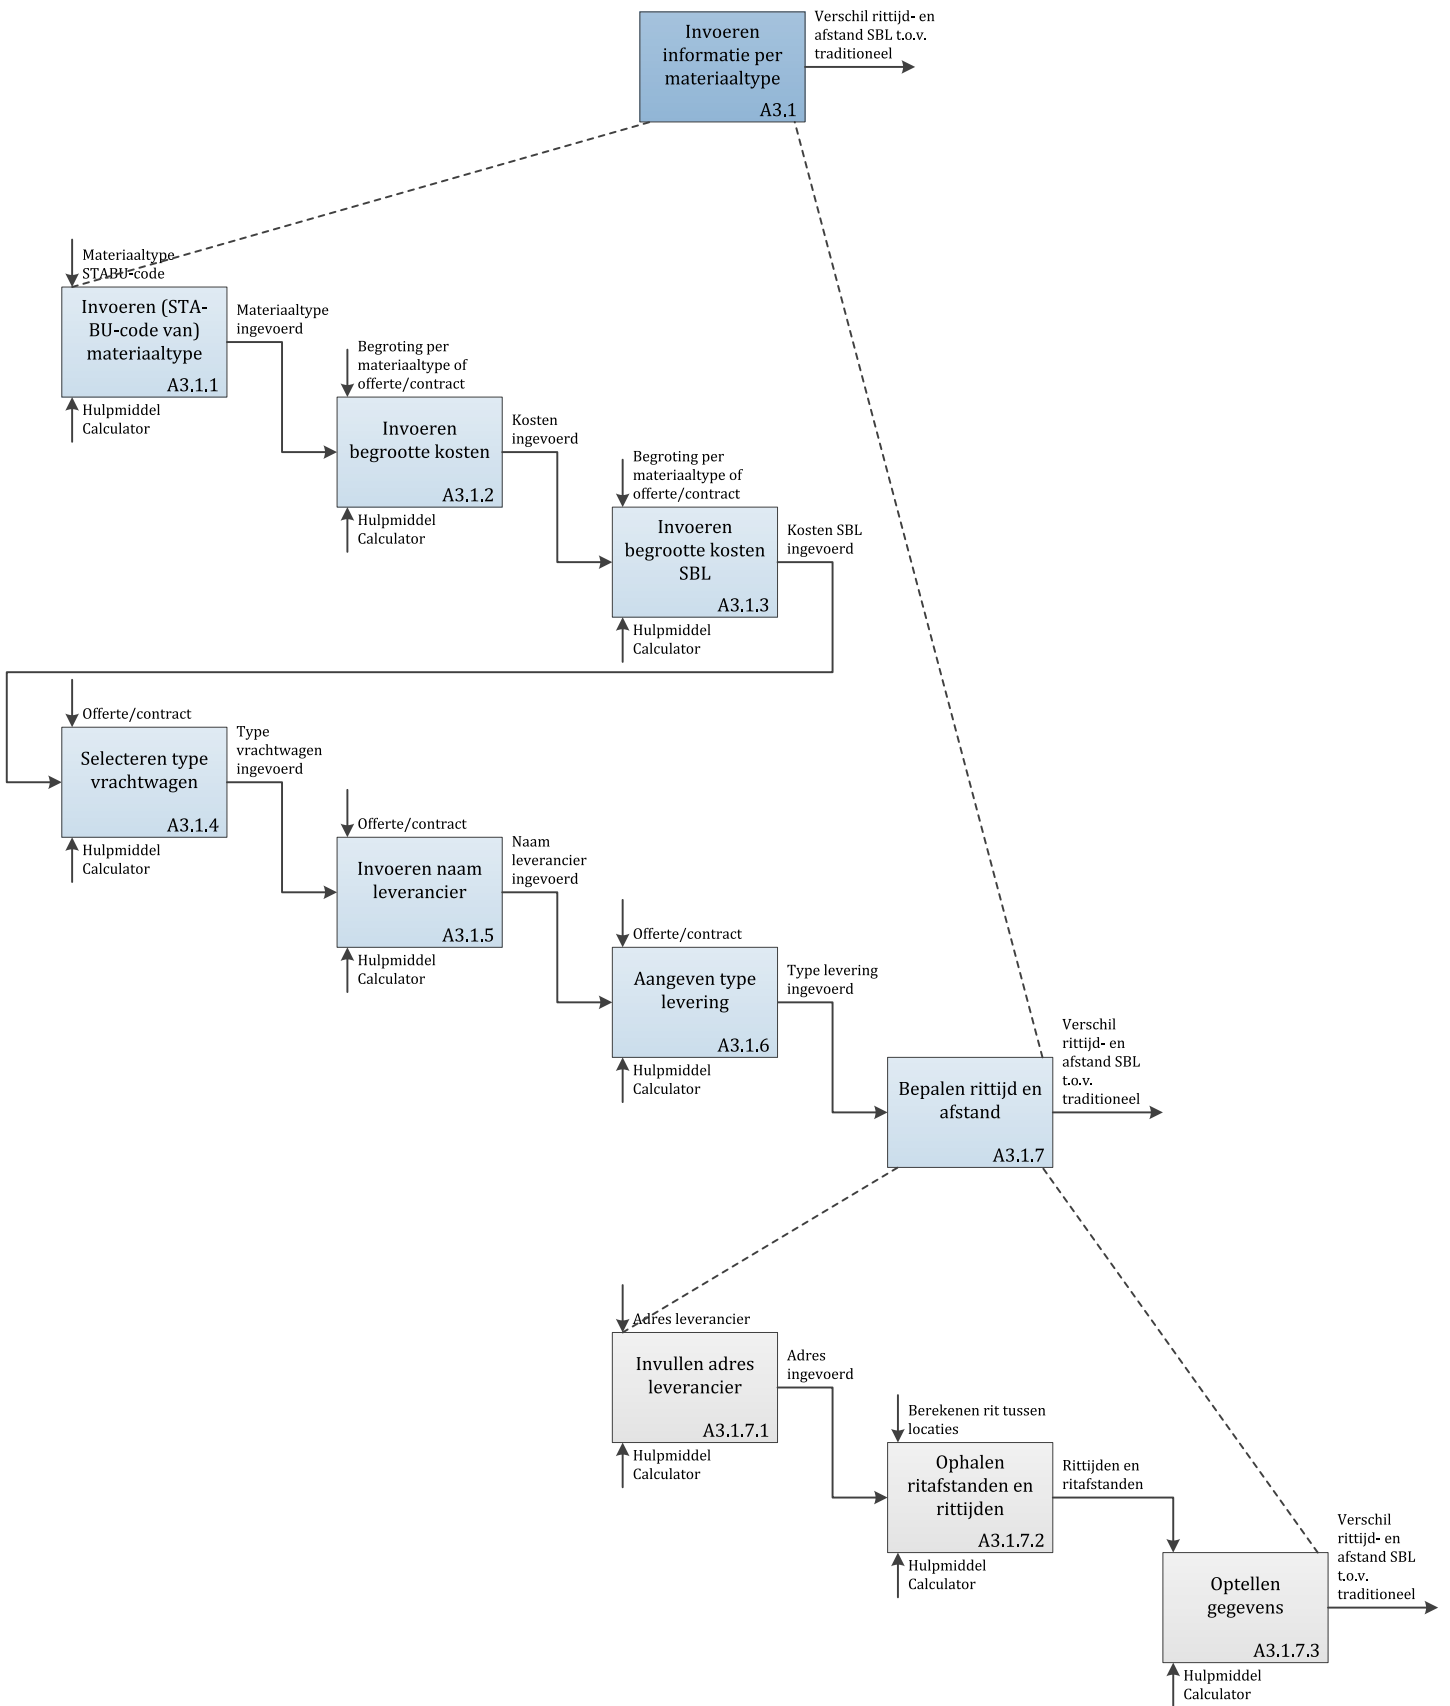 Invoeren
informatie per
materiaaltype
A3.1
Verschil rittijd- en
afstand SBL t.o.v.
traditioneel
Materiaaltype
STABU-code
Invoeren (STA-
BU-code van)
materiaaltype
A3.1.1
Hulpmiddel
Calculator
Materiaaltype
ingevoerd
Begroting per
materiaaltype of
offerte/contract
Invoeren
begrootte kosten
A3.1.2
Hulpmiddel
Calculator
Kosten
ingevoerd
Begroting per
materiaaltype of
offerte/contract
Invoeren
begrootte kosten
SBL
A3.1.3
Hulpmiddel
Calculator
Kosten SBL
ingevoerd
Offerte/contract
Selecteren type
vrachtwagen
A3.1.4
Hulpmiddel
Calculator
Type
vrachtwagen
ingevoerd
Offerte/contract
Invoeren naam
leverancier
A3.1.5
Hulpmiddel
Calculator
Naam
leverancier
ingevoerd
Offerte/contract
Aangeven type
levering
A3.1.6
Hulpmiddel
Calculator
Type levering
ingevoerd
Bepalen rittijd en
afstand
A3.1.7
Verschil
rittijd- en
afstand SBL
t.o.v.
traditioneel
Adres leverancier
Invullen adres
leverancier
A3.1.7.1
Hulpmiddel
Calculator
Adres
ingevoerd
Berekenen rit tussen
locaties
Ophalen
ritafstanden en
rittijden
A3.1.7.2
Hulpmiddel
Calculator
Rittijden en
ritafstanden
Optellen
gegevens
A3.1.7.3
Hulpmiddel
Calculator
Verschil
rittijd- en
afstand SBL
t.o.v.
traditioneel